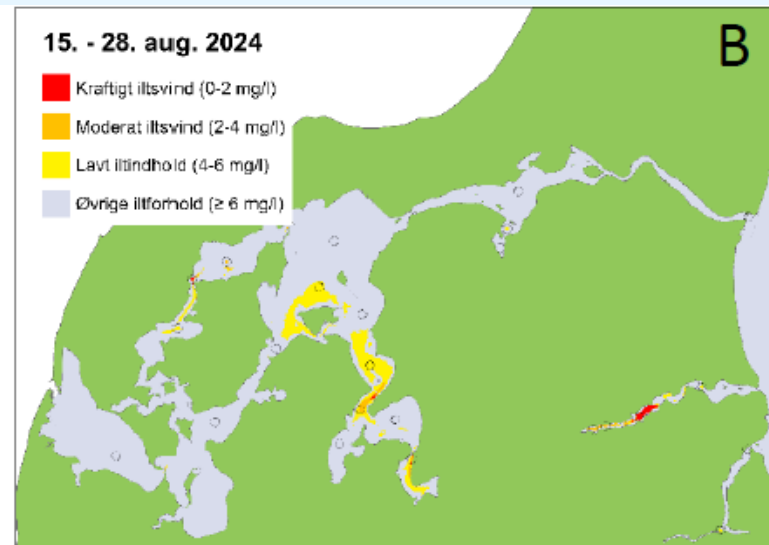 15. - 28. aug. 2024
B
Kraftigt iltsvind (0-2 mg/l)
Moderat iltsvind (2-4 mg/l)
Lavt iltindhold (4-6 mg/l)
Øvrige iltforhold (≥ 6 mg/l)